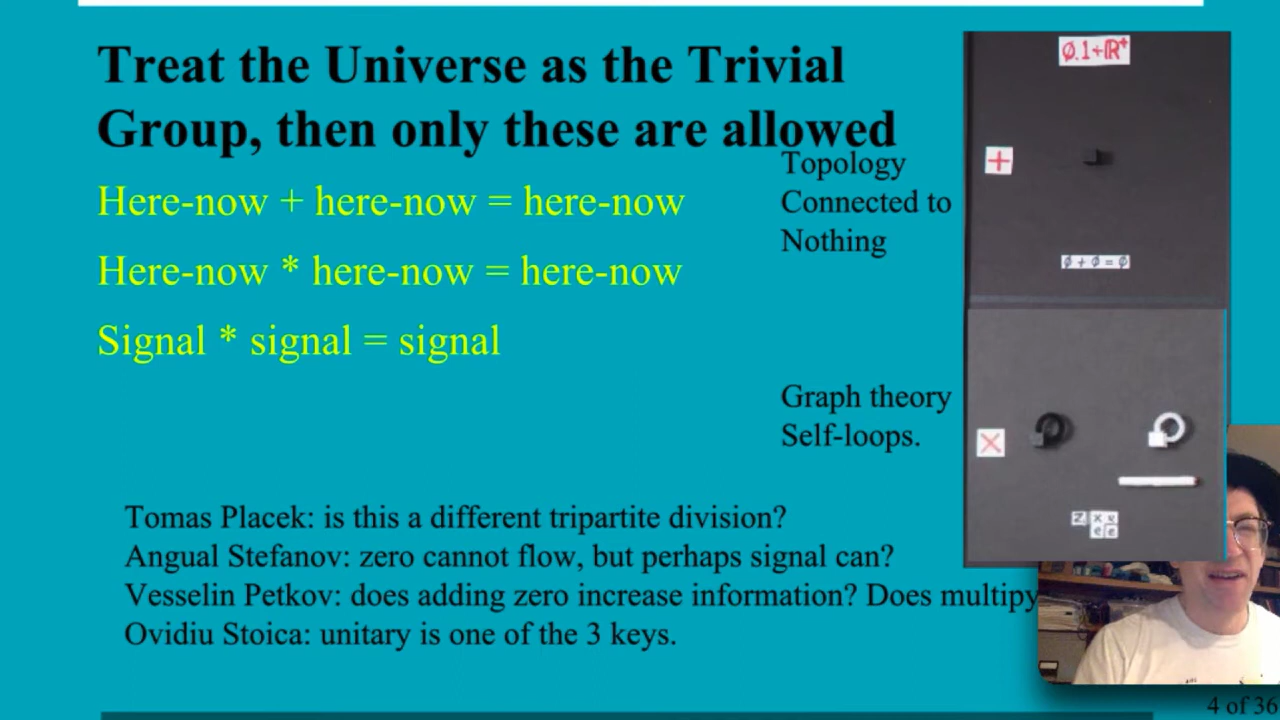 Treat the Universe as the Trivial
Group, then only these are allowed
Here-now + here-now = here-now
Here-now * here-now = here-now
Signal * signal = signal
Topology
Connected to
Nothing
Graph theory
Self-loops.
Ø.1+ℝ⁺
+
Ø + Ø = Ø
X
Tomas Placek: is this a different tripartite division?
Angual Stefanov: zero cannot flow, but perhaps signal can?
Vesselin Petkov: does adding zero increase information? Does multipy
Ovidiu Stoica: unitary is one of the 3 keys.
4 of 36